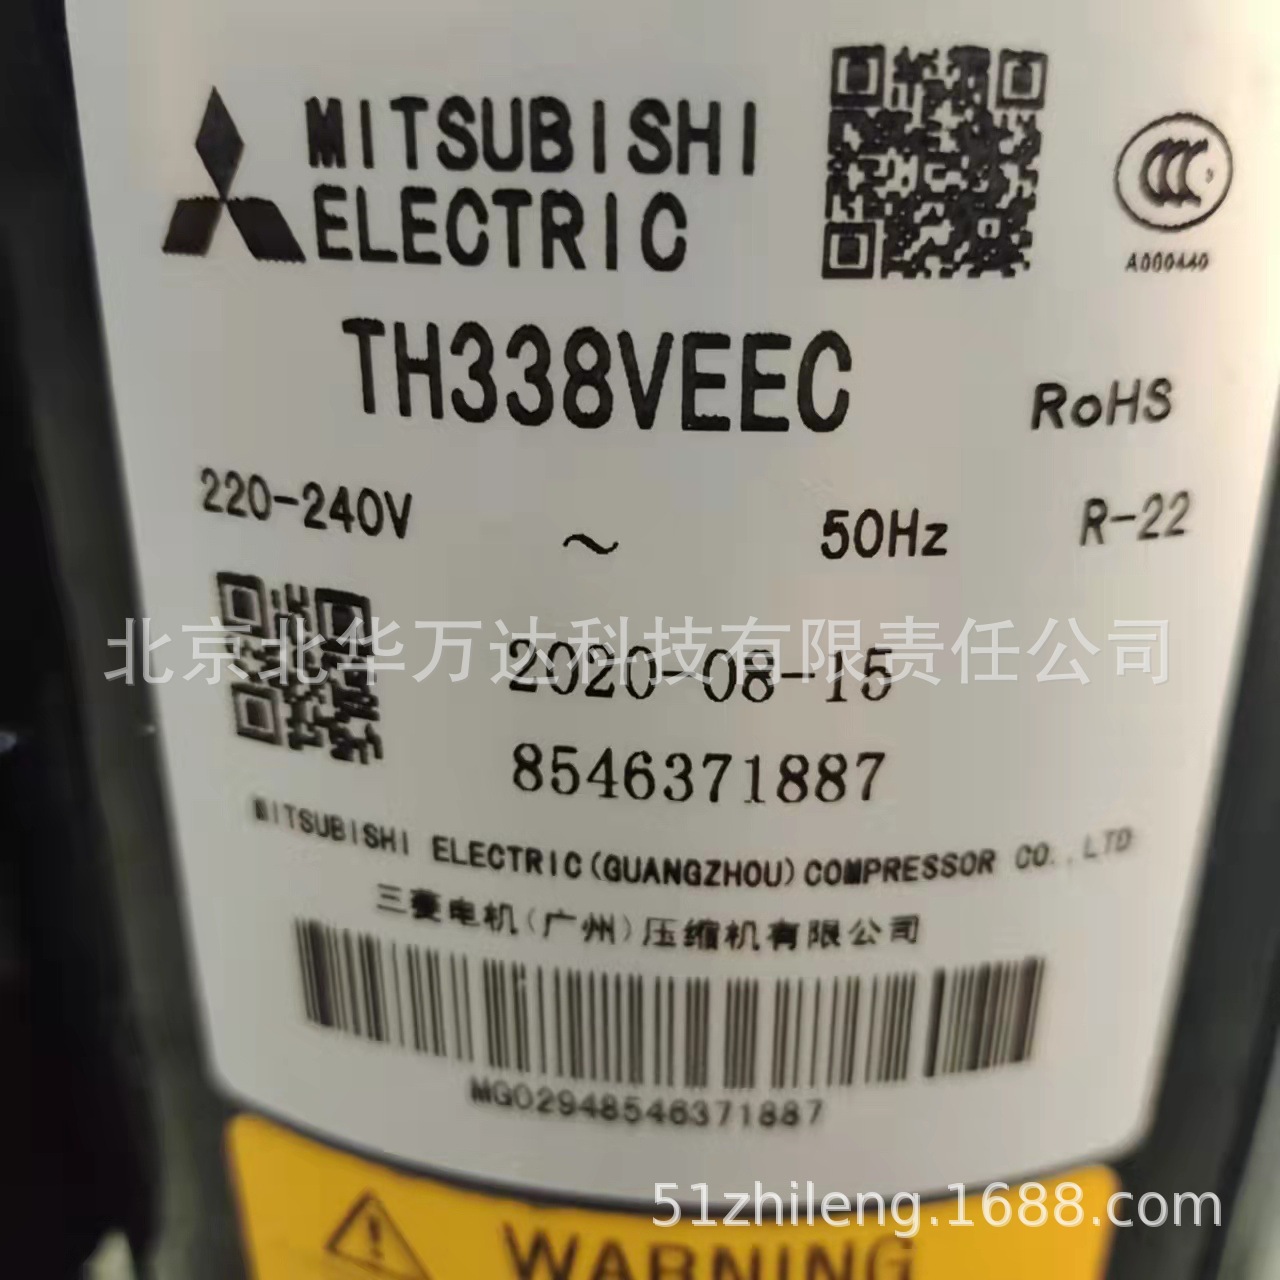 MITSUBISHI
ELECTRIC
A000440
TH338VEEC
RoHS
220-240V ~ 50Hz R-22
北京北华万达科技有限责任公司
2020-08-15
8546371887
MITSUBISHI ELECTRIC(GUANGZHOU)COMPRESSOR CO.,LTD
三菱电机(广州)压缩机有限公司
MG02948546371887
51zhileng.1688.com
WARNING